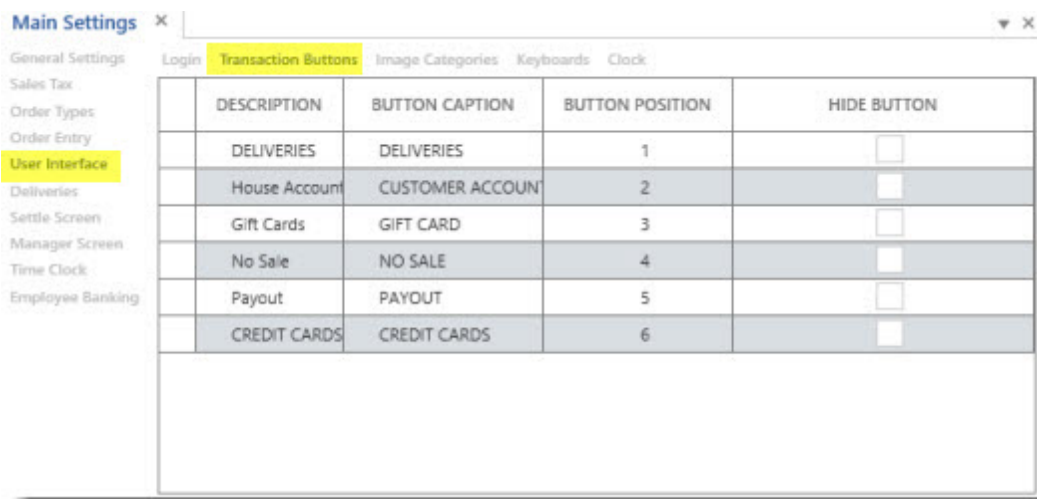 Main Settings
General Settings
Sales Tax
Order Types
Order Entry
User Interface
Deliveries
Settle Screen
Manager Screen
Time Clock
Employee Banking
Login Transaction Buttons Image Categories Keyboards Clock
DESCRIPTION BUTTON CAPTION BUTTON POSITION HIDE BUTTON
DELIVERIES DELIVERIES 1
House Account CUSTOMER ACCOUNT 2
Gift Cards GIFT CARD 3
No Sale NO SALE 4
Payout PAYOUT 5
CREDIT CARDS CREDIT CARDS 6